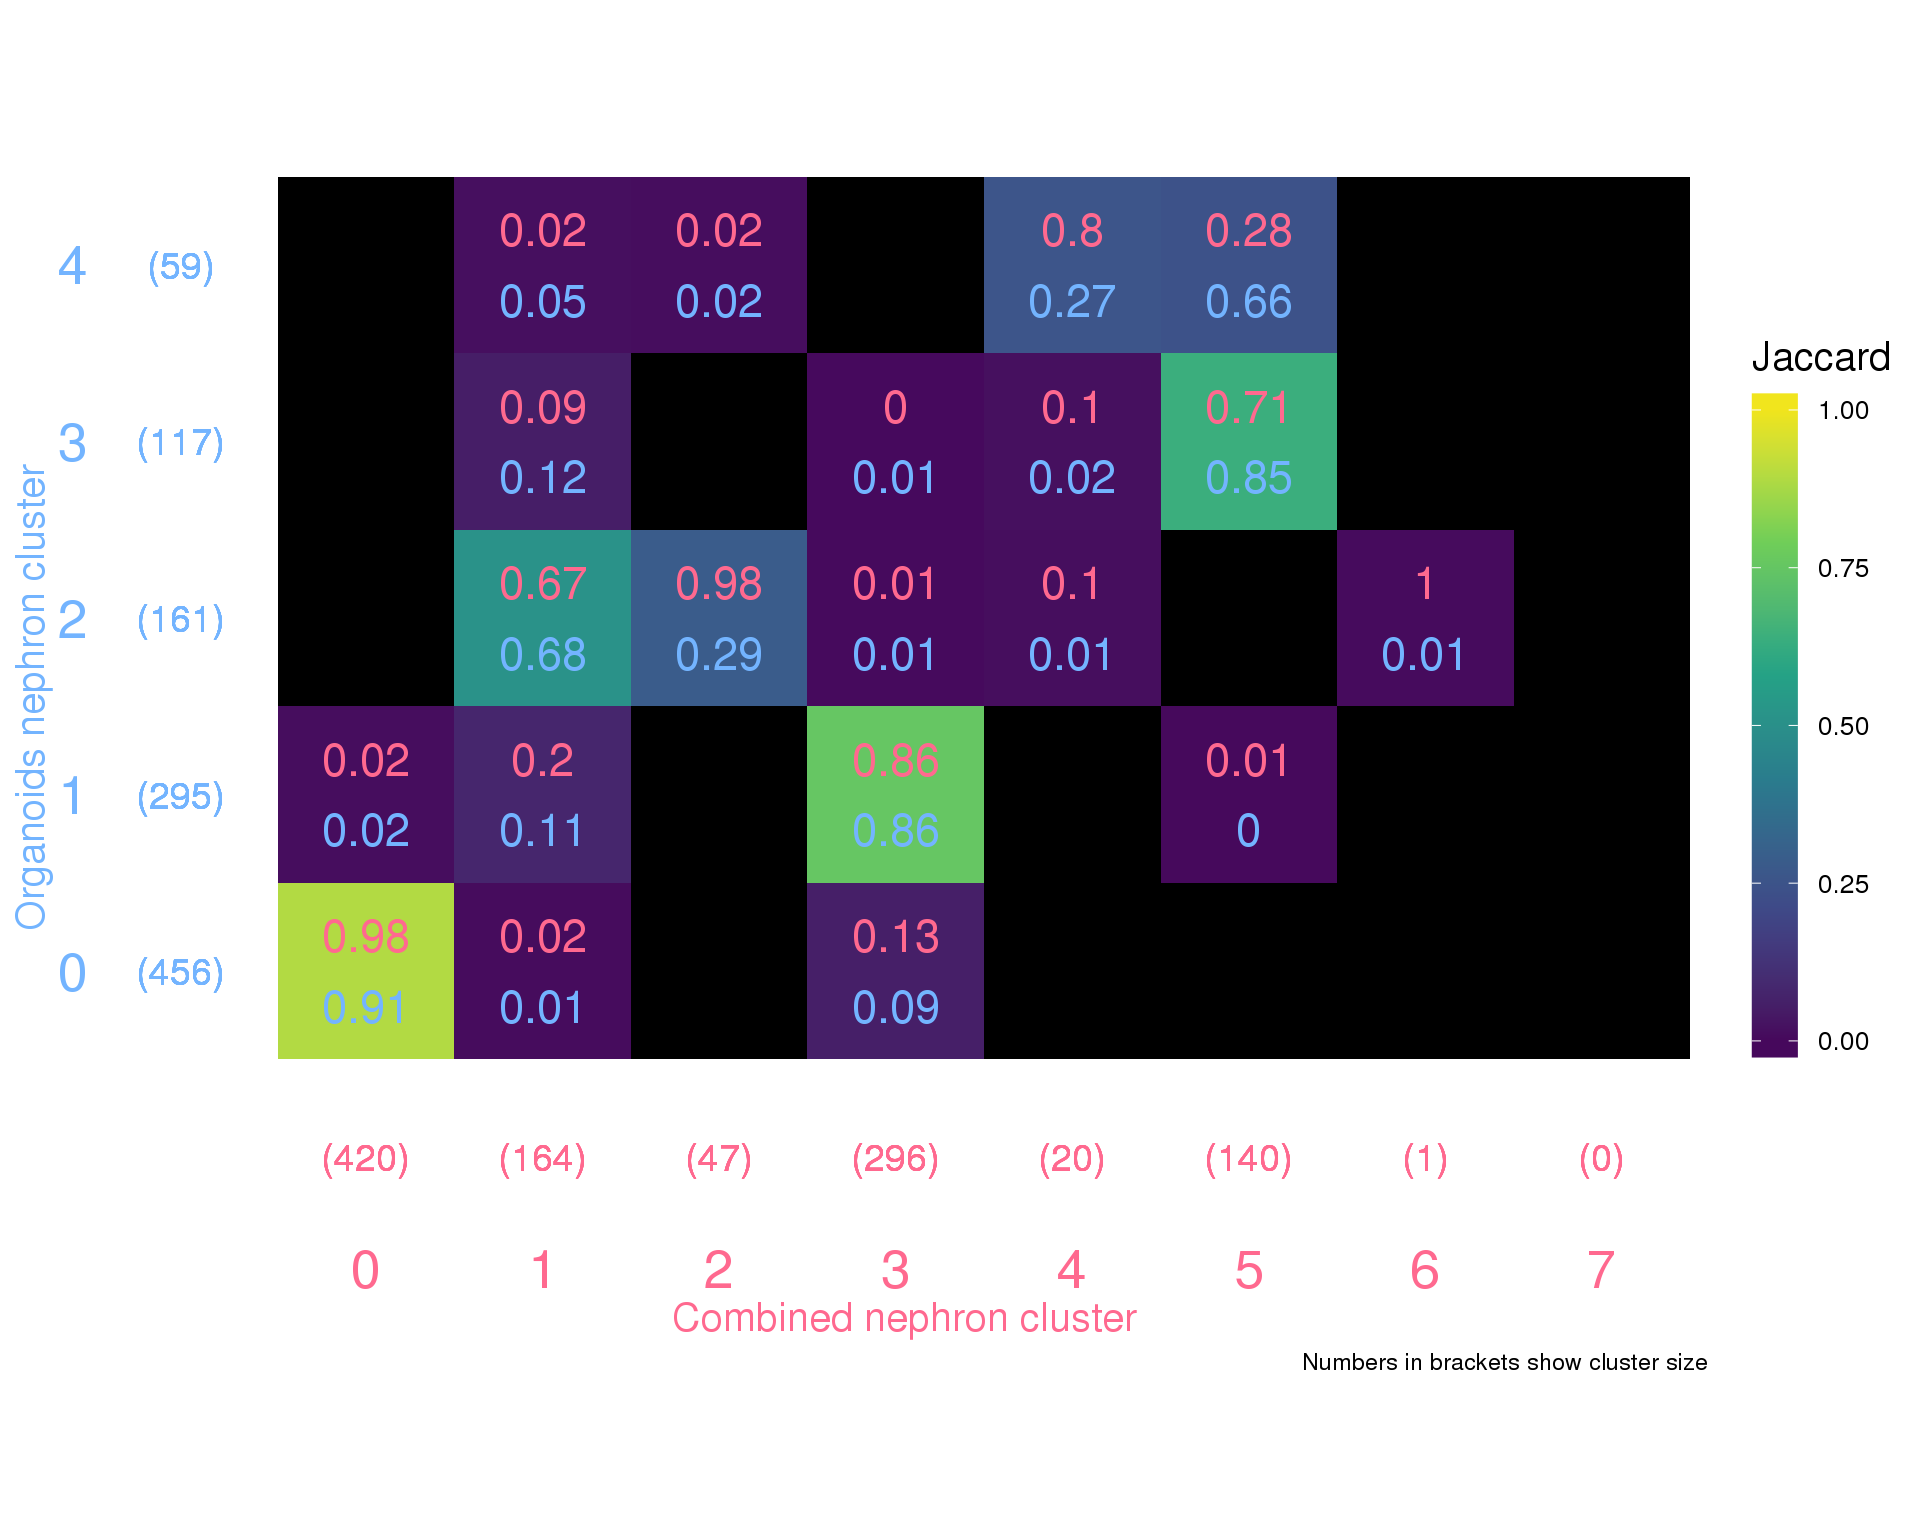 Organoids nephron cluster
4 (59)
0.02 0.02 0.8 0.28
0.05 0.02 0.27 0.66
3 (117)
0.09 0 0.1 0.71
0.12 0.01 0.02 0.85
2 (161)
0.67 0.98 0.01 0.1 1
0.68 0.29 0.01 0.01 0.01
1 (295)
0.02 0.2 0.86 0.01
0.02 0.11 0.86 0
0 (456)
0.98 0.02 0.13
0.91 0.01 0.09
(420) (164) (47) (296) (20) (140) (1) (0)
0 1 2 3 4 5 6 7
Combined nephron cluster
Numbers in brackets show cluster size
Jaccard
1.00
0.75
0.50
0.25
0.00